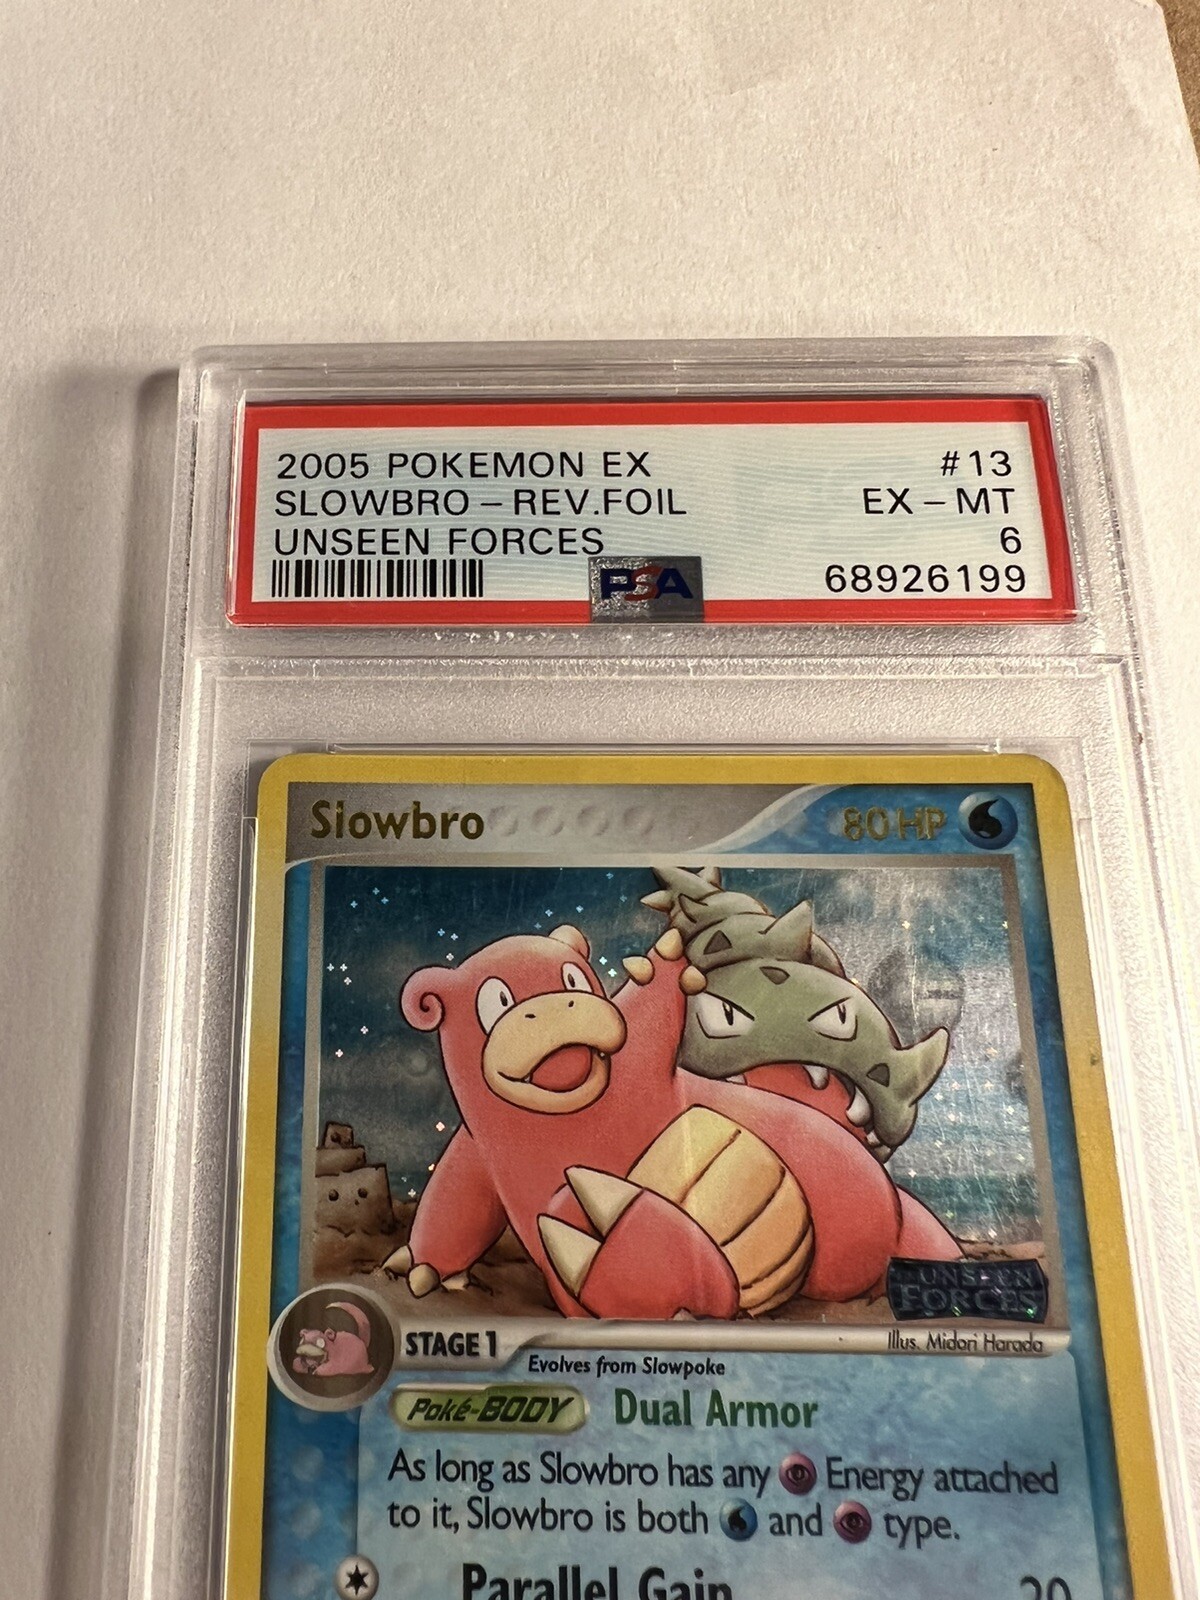 2005 POKEMON EX #13
SLOWBRO - REV.FOIL EX - MT
UNSEEN FORCES 6
PSA 68926199
Slowbro 80 HP
UNSEEN
FORCES
Illus. Midori Harada
STAGE 1
Evolves from Slowpoke
Poké-BODY Dual Armor
As long as Slowbro has any Energy attached
to it, Slowbro is both and type.
Parallel Gain 20